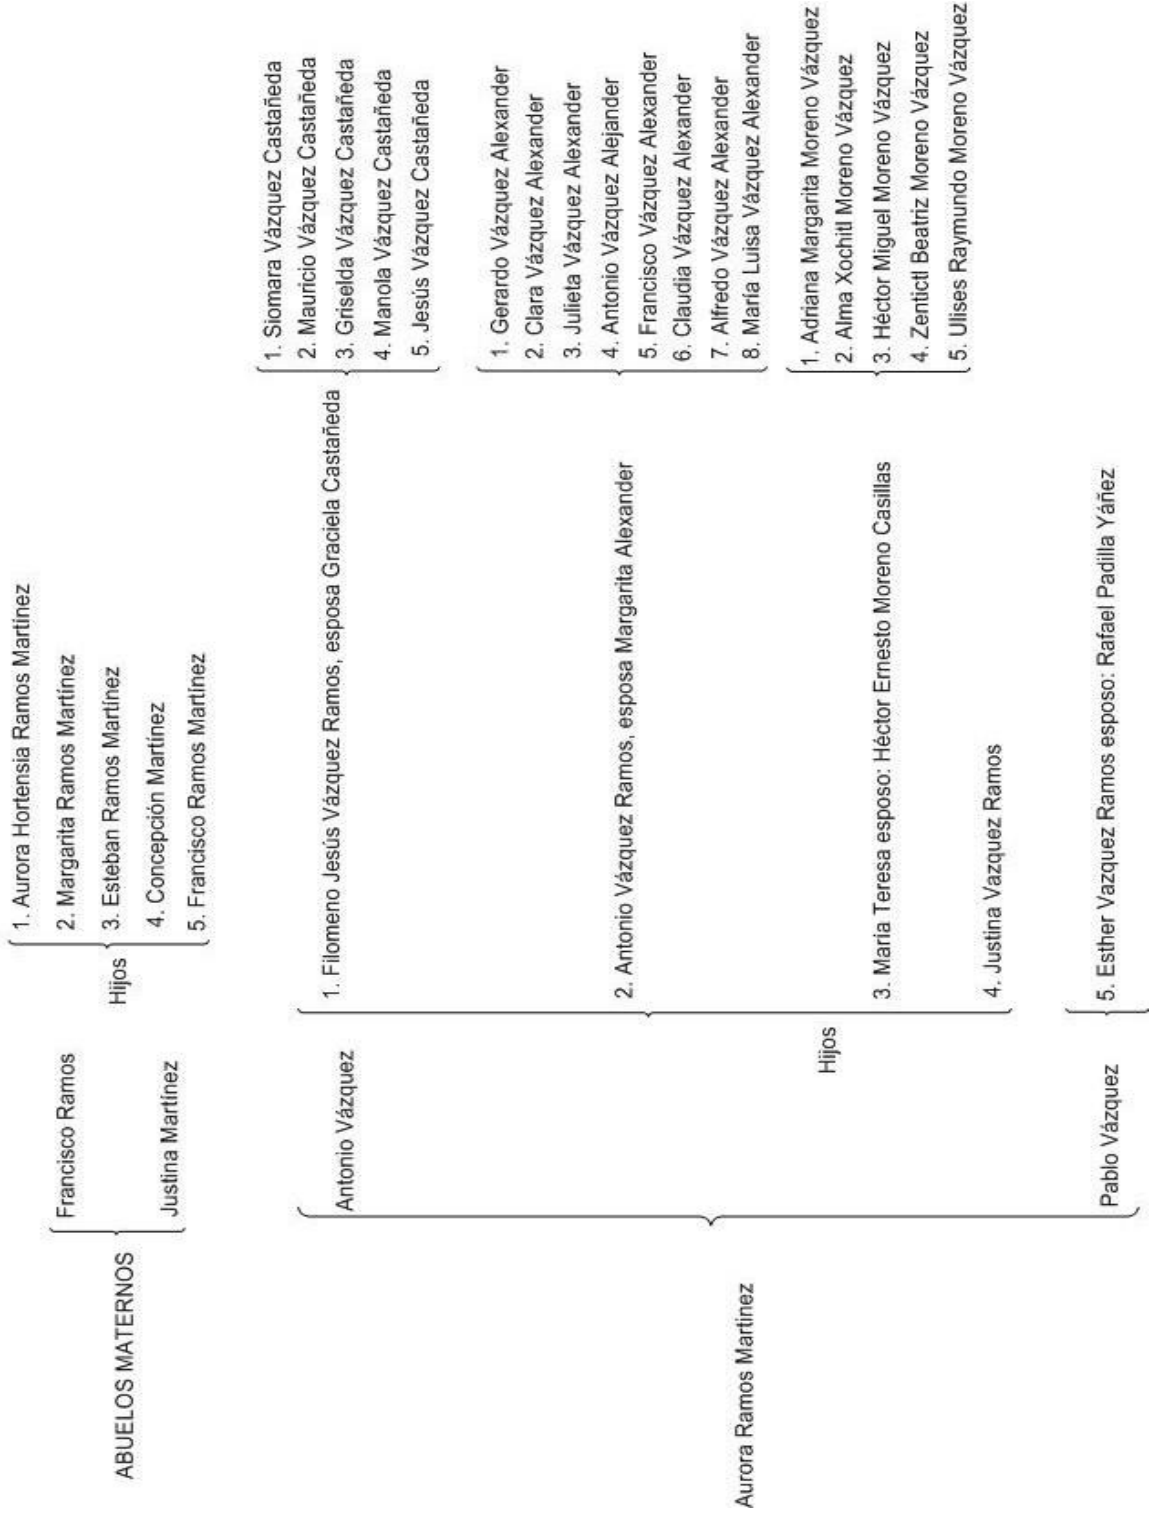 ABUELOS MATERNOS
Francisco Ramos
Justina Martínez
Hijos
1. Aurora Hortensia Ramos Martínez
2. Margarita Ramos Martínez
3. Esteban Ramos Martínez
4. Concepción Martínez
5. Francisco Ramos Martínez
Aurora Ramos Martinez
Antonio Vázquez
Hijos
1. Filomeno Jesús Vázquez Ramos, esposa Graciela Castañeda
1. Siomara Vázquez Castañeda
2. Mauricio Vázquez Castañeda
3. Griselda Vázquez Castañeda
4. Manola Vázquez Castañeda
5. Jesús Vázquez Castañeda
2. Antonio Vázquez Ramos, esposa Margarita Alexander
1. Gerardo Vázquez Alexander
2. Clara Vázquez Alexander
3. Julieta Vázquez Alexander
4. Antonio Vázquez Alejander
5. Francisco Vázquez Alexander
6. Claudia Vázquez Alexander
7. Alfredo Vázquez Alexander
8. María Luisa Vázquez Alexander
3. Maria Teresa esposo: Héctor Ernesto Moreno Casillas
1. Adriana Margarita Moreno Vázquez
2. Alma Xochitl Moreno Vázquez
3. Héctor Miguel Moreno Vázquez
4. Zentictl Beatriz Moreno Vázquez
5. Ulises Raymundo Moreno Vázquez
4. Justina Vazquez Ramos
Pablo Vázquez
5. Esther Vazquez Ramos esposo: Rafael Padilla Yáñez